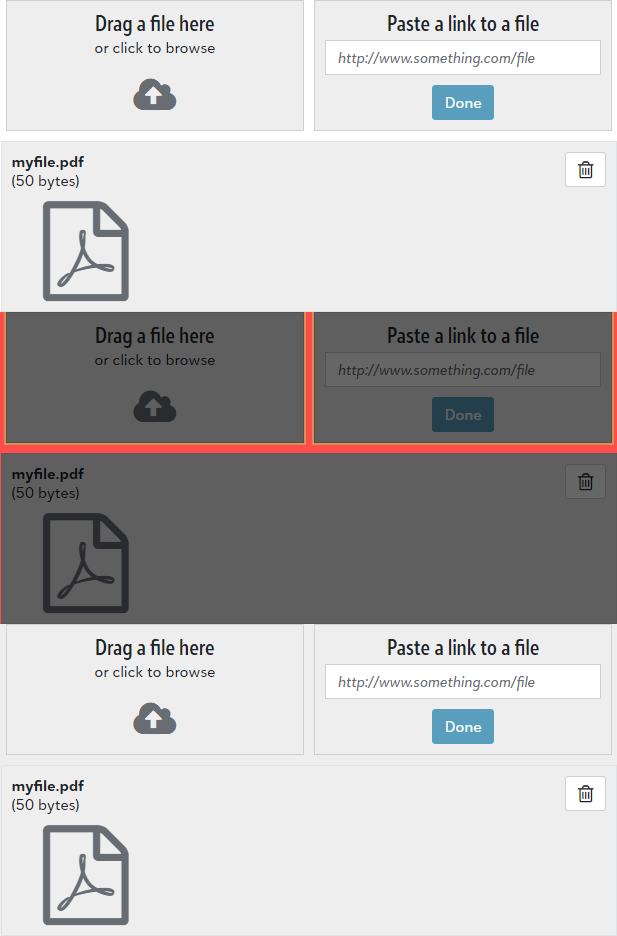 Drag a file here
or click to browse
Paste a link to a file
http://www.something.com/file
Done
myfile.pdf
(50 bytes)
Drag a file here
or click to browse
Paste a link to a file
http://www.something.com/file
Done
myfile.pdf
(50 bytes)
Drag a file here
or click to browse
Paste a link to a file
http://www.something.com/file
Done
myfile.pdf
(50 bytes)